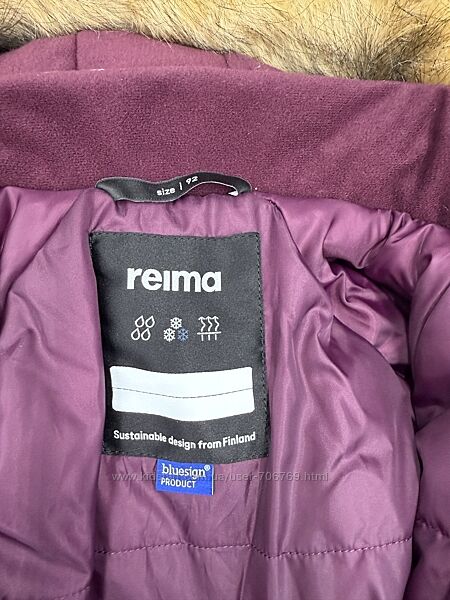 size | 92
reima
Sustainable design from Finland
bluesign®
PRODUCT